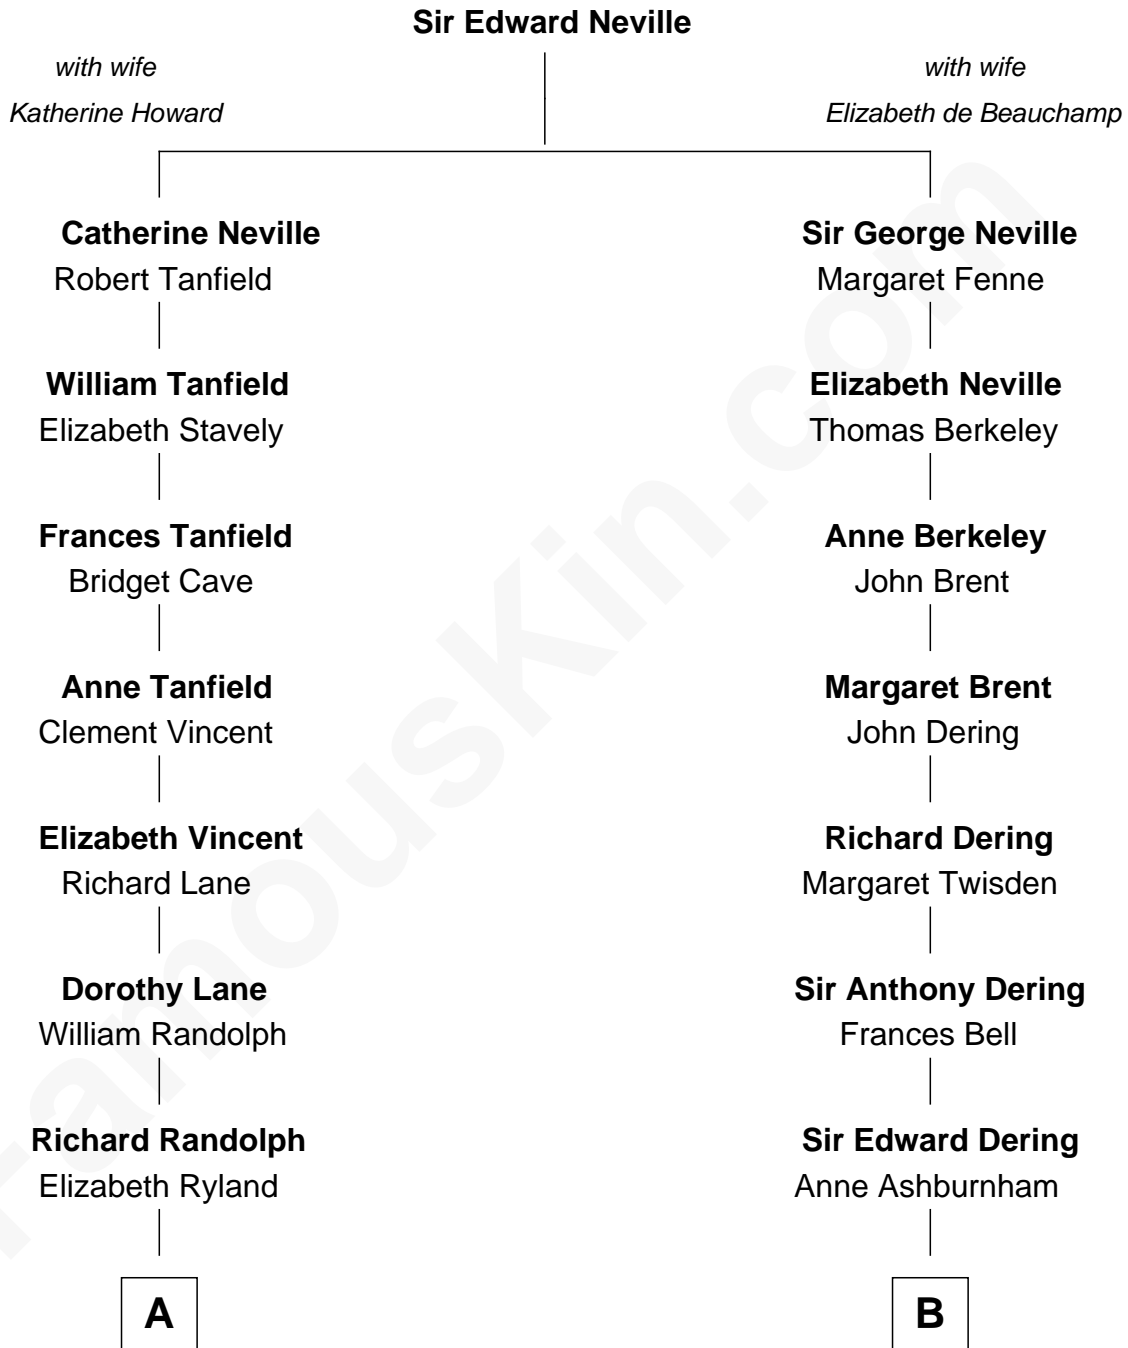 Sir Edward Neville
with wife
Katherine Howard
with wife
Elizabeth de Beauchamp
Catherine Neville
Robert Tanfield
Sir George Neville
Margaret Fenne
William Tanfield
Elizabeth Stavely
Elizabeth Neville
Thomas Berkeley
Frances Tanfield
Bridget Cave
Anne Berkeley
John Brent
Anne Tanfield
Clement Vincent
Margaret Brent
John Dering
Elizabeth Vincent
Richard Lane
Richard Dering
Margaret Twisden
Dorothy Lane
William Randolph
Sir Anthony Dering
Frances Bell
Richard Randolph
Elizabeth Ryland
Sir Edward Dering
Anne Ashburnham
A
B
FamousKin.com